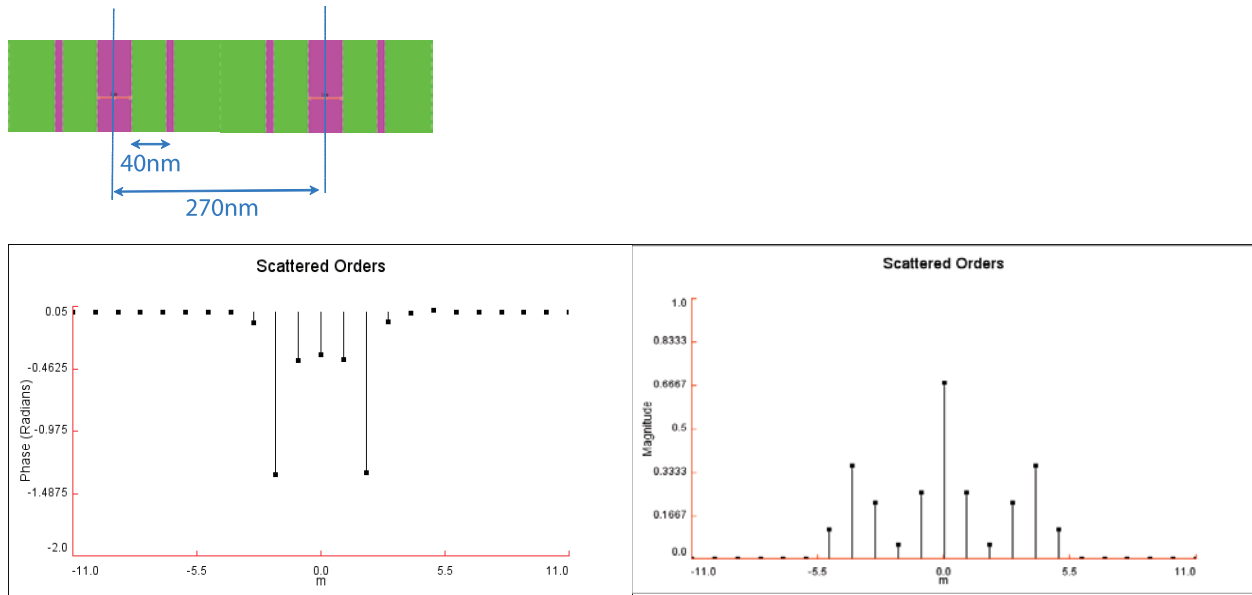 40nm
270nm
Scattered Orders
0.05
-0.4625
-0.975
-1.4875
-2.0
Phase (Radians)
-11.0
-5.5
0.0
5.5
11.0
m
Scattered Orders
1.0
0.8333
0.6667
0.5
0.3333
0.1667
0.0
Magnitude
-11.0
-5.5
0.0
5.5
11.0
m